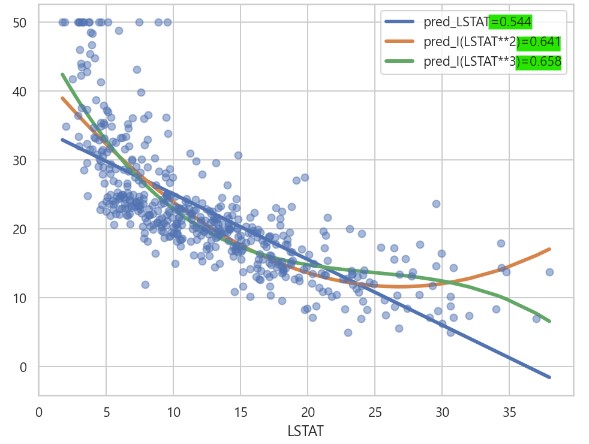 50
40
30
20
10
0
pred_LSTAT=0.544
pred_I(LSTAT**2)=0.641
pred_I(LSTAT**3)=0.658
0 5 10 15 20 25 30 35
LSTAT